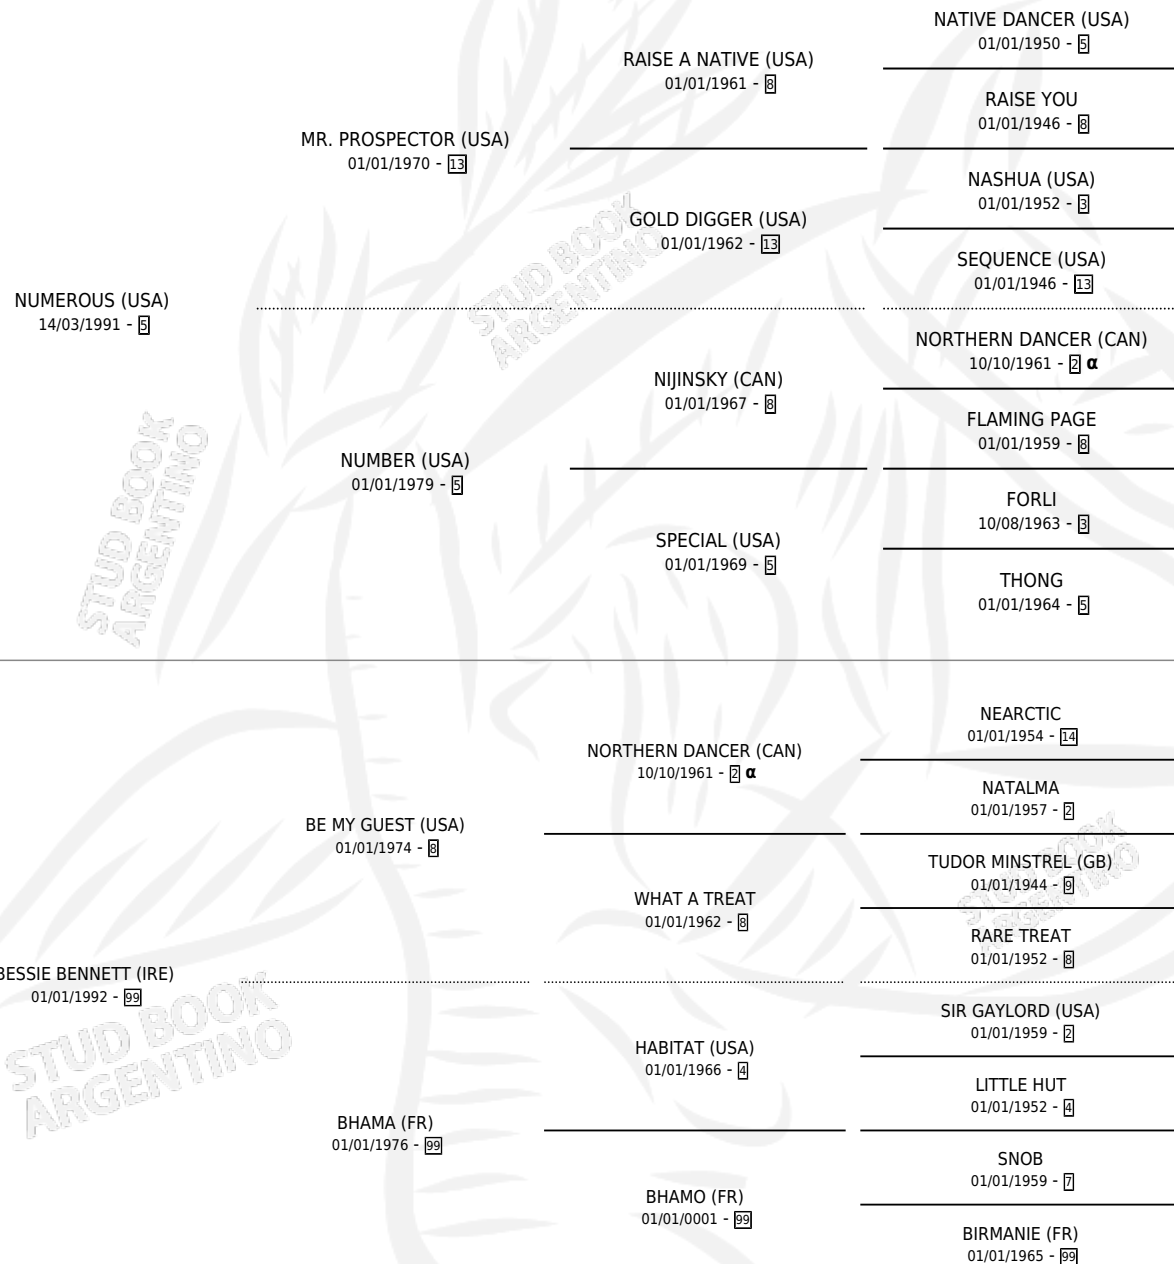 NATIVE DANCER (USA)
01/01/1950 - 5
RAISE A NATIVE (USA)
01/01/1961 - 8
RAISE YOU
01/01/1946 - 8
MR. PROSPECTOR (USA)
01/01/1970 - 13
NASHUA (USA)
01/01/1952 - 3
GOLD DIGGER (USA)
01/01/1962 - 13
SEQUENCE (USA)
01/01/1946 - 13
NUMEROUS (USA)
14/03/1991 - 5
NORTHERN DANCER (CAN)
10/10/1961 - 2 α
NIJINSKY (CAN)
01/01/1967 - 8
FLAMING PAGE
01/01/1959 - 8
NUMBER (USA)
01/01/1979 - 5
FORLI
10/08/1963 - 3
SPECIAL (USA)
01/01/1969 - 5
THONG
01/01/1964 - 5
NEARCTIC
01/01/1954 - 14
NORTHERN DANCER (CAN)
10/10/1961 - 2 α
NATALMA
01/01/1957 - 2
BE MY GUEST (USA)
01/01/1974 - 8
TUDOR MINSTREL (GB)
01/01/1944 - 9
WHAT A TREAT
01/01/1962 - 8
RARE TREAT
01/01/1952 - 8
BESSIE BENNETT (IRE)
01/01/1992 - 99
SIR GAYLORD (USA)
01/01/1959 - 2
HABITAT (USA)
01/01/1966 - 4
LITTLE HUT
01/01/1952 - 4
BHAMA (FR)
01/01/1976 - 99
SNOB
01/01/1959 - 7
BHAMO (FR)
01/01/0001 - 99
BIRMANIE (FR)
01/01/1965 - 99
STUD BOOK
ARGENTINO
STUD BOOK
ARGENTINO
STUD BOOK
ARGENTINO
STUD BOOK
ARGENTINO